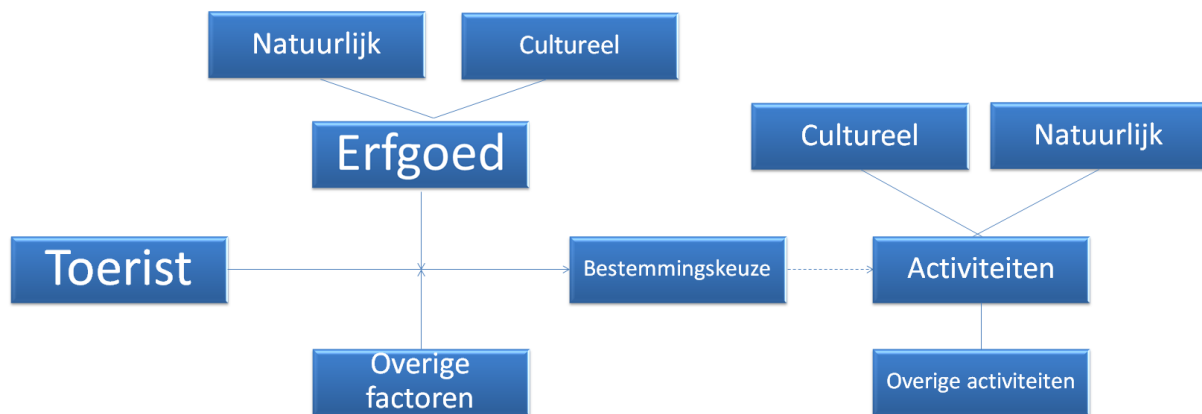 Natuurlijk
Cultureel
Erfgoed
Cultureel
Natuurlijk
Toerist
Bestemmingskeuze
Activiteiten
Overige
factoren
Overige activiteiten